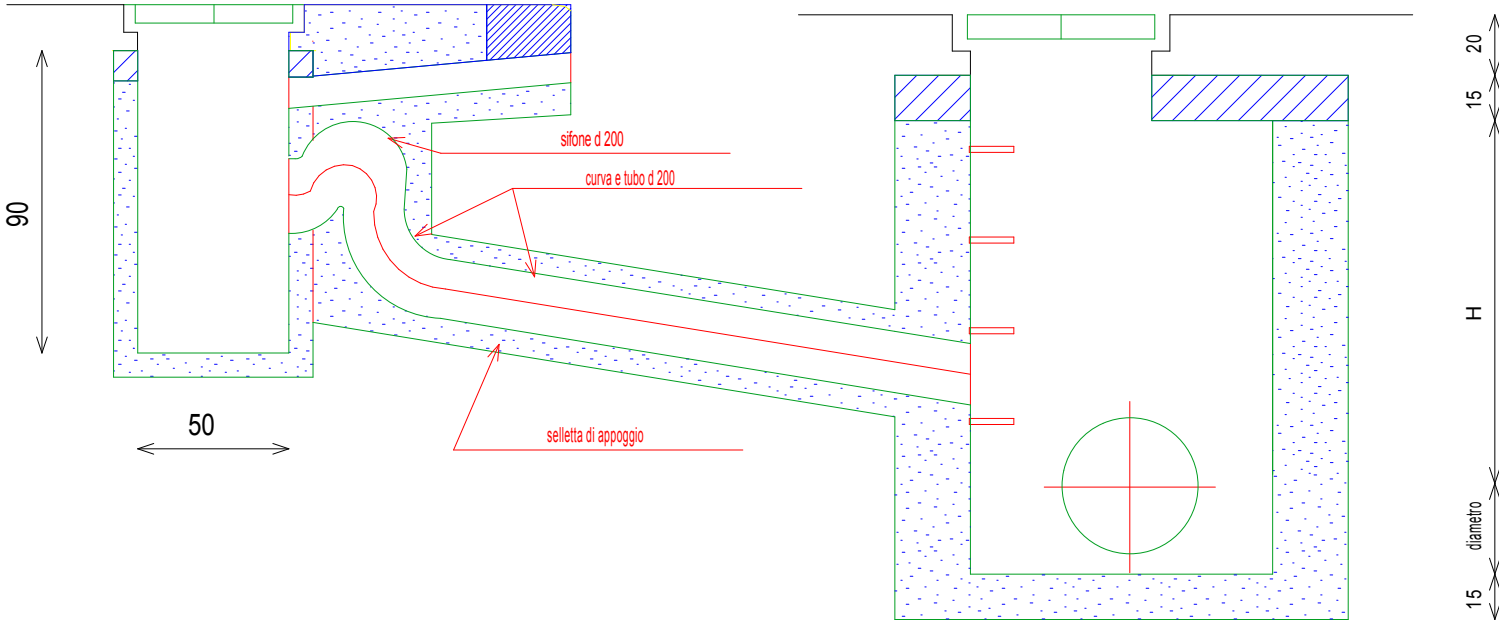 sifone d 200
curva e tubo d 200
selletta di appoggio
90
50
20
15
H
diametro
15